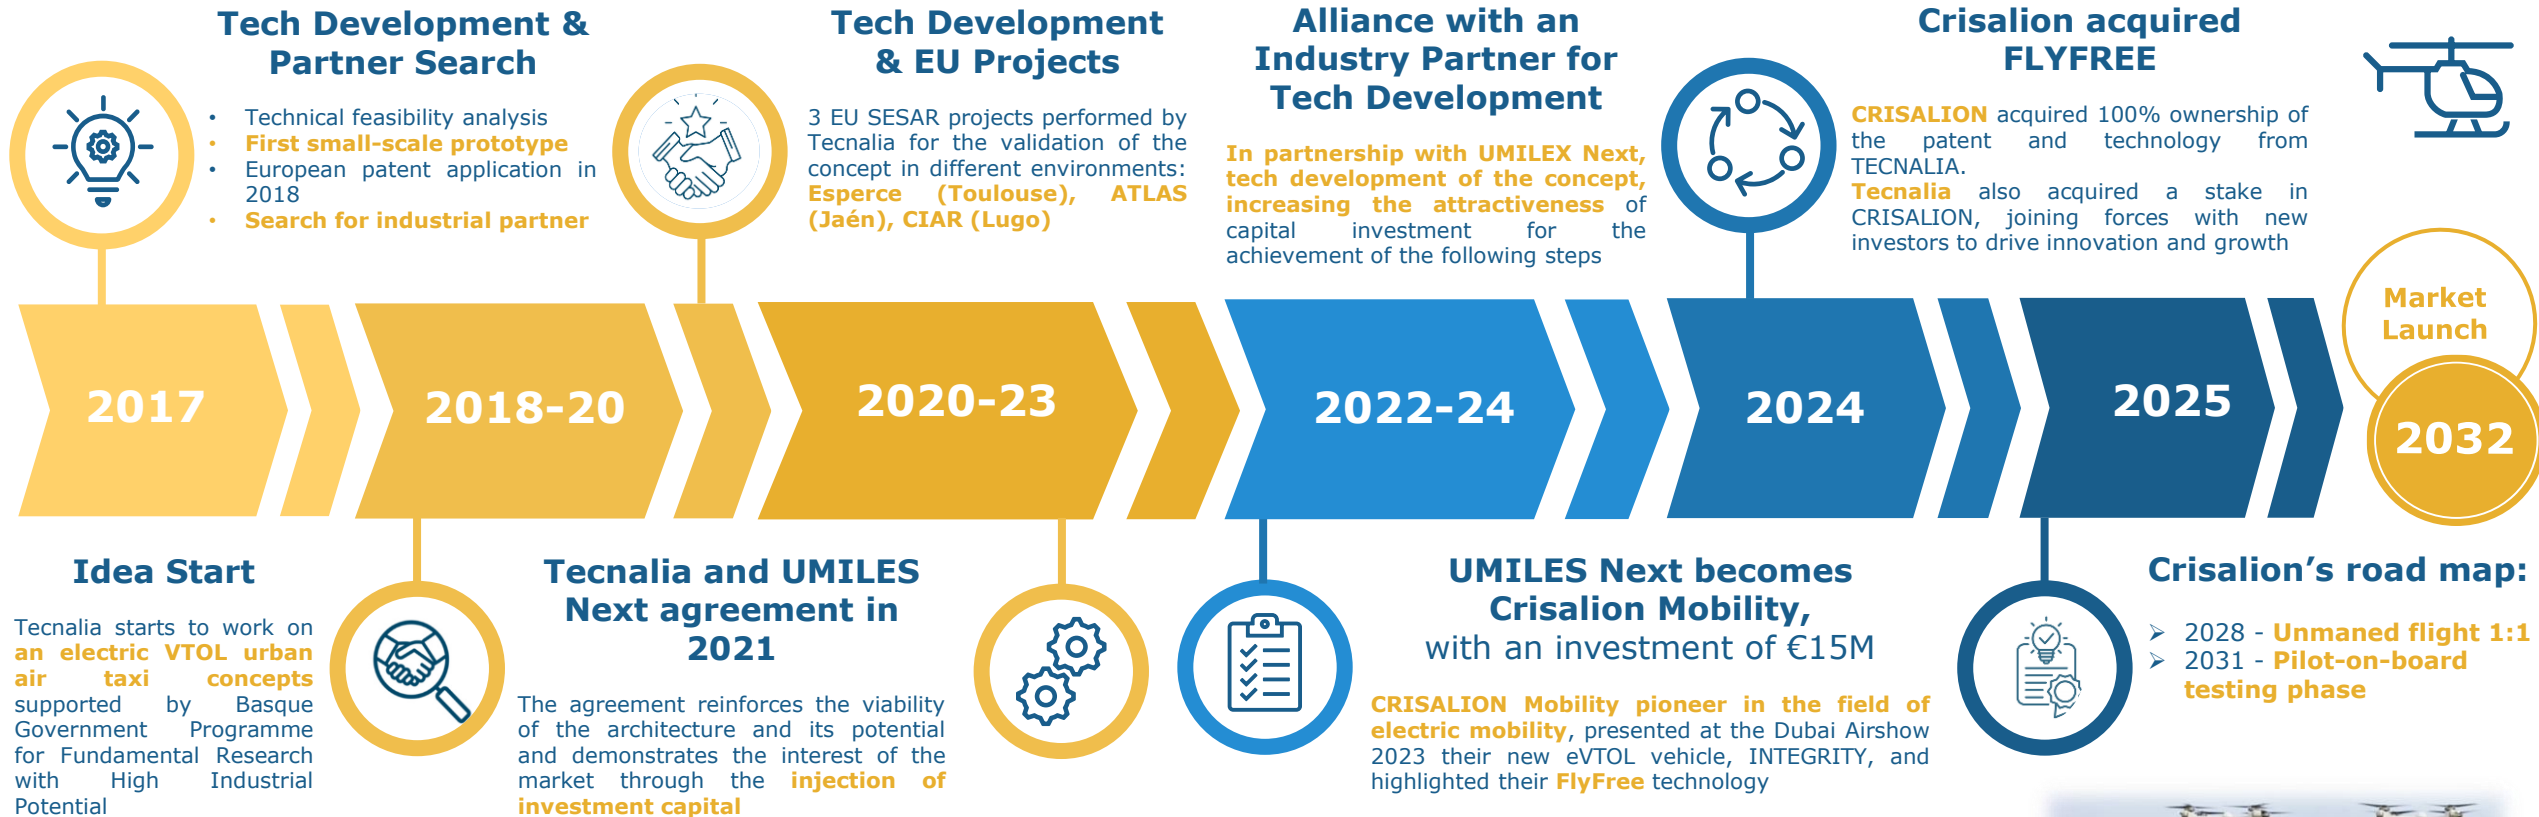 Tech Development &
Partner Search
• Technical feasibility analysis
• First small-scale prototype
• European patent application in
2018
• Search for industrial partner
Tech Development
& EU Projects
3 EU SESAR projects performed by
Tecnalia for the validation of the
concept in different environments:
Esperce (Toulouse), ATLAS
(Jaén), CIAR (Lugo)
Alliance with an
Industry Partner for
Tech Development
In partnership with UMILEX Next,
tech development of the concept,
increasing the attractiveness of
capital investment for the
achievement of the following steps
Crisalion acquired
FLYFREE
CRISALION acquired 100% ownership of
the patent and technology from
TECNALIA.
Tecnalia also acquired a stake in
CRISALION, joining forces with new
investors to drive innovation and growth
Market
Launch
2017
2018-20
2020-23
2022-24
2024
2025
2032
Idea Start
Tecnalia starts to work on
an electric VTOL urban
air taxi concepts
supported by Basque
Government Programme
for Fundamental Research
with High Industrial
Potential
Tecnalia and UMILES
Next agreement in
2021
The agreement reinforces the viability
of the architecture and its potential
and demonstrates the interest of the
market through the injection of
investment capital
UMILES Next becomes
Crisalion Mobility,
with an investment of €15M
CRISALION Mobility pioneer in the field of
electric mobility, presented at the Dubai Airshow
2023 their new eVTOL vehicle, INTEGRITY, and
highlighted their FlyFree technology
Crisalion’s road map:
➢ 2028 - Unmaned flight 1:1
➢ 2031 - Pilot-on-board
testing phase